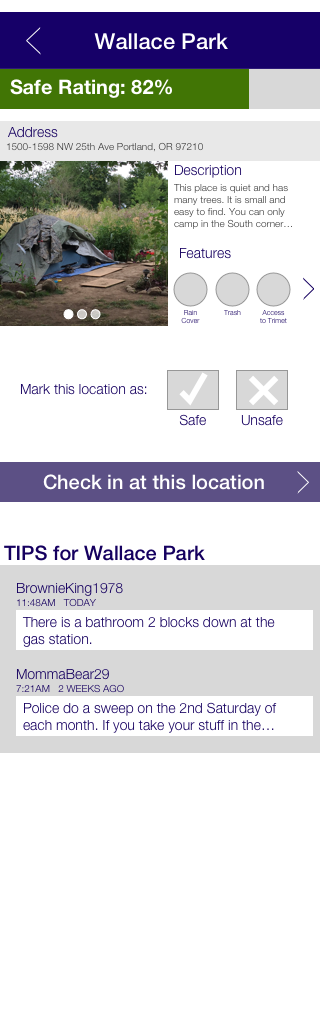 Wallace Park
Safe Rating: 82%
Address
1500-1598 NW 25th Ave Portland, OR 97210
Description
This place is quiet and has
many trees. It is small and
easy to find. You can only
camp in the South corner…
Features
Rain
Cover
Trash
Access
to Trimet
Mark this location as:
Safe
Unsafe
Check in at this location
TIPS for Wallace Park
BrownieKing1978
11:48AM TODAY
There is a bathroom 2 blocks down at the
gas station.
MommaBear29
7:21AM 2 WEEKS AGO
Police do a sweep on the 2nd Saturday of
each month. If you take your stuff in the…